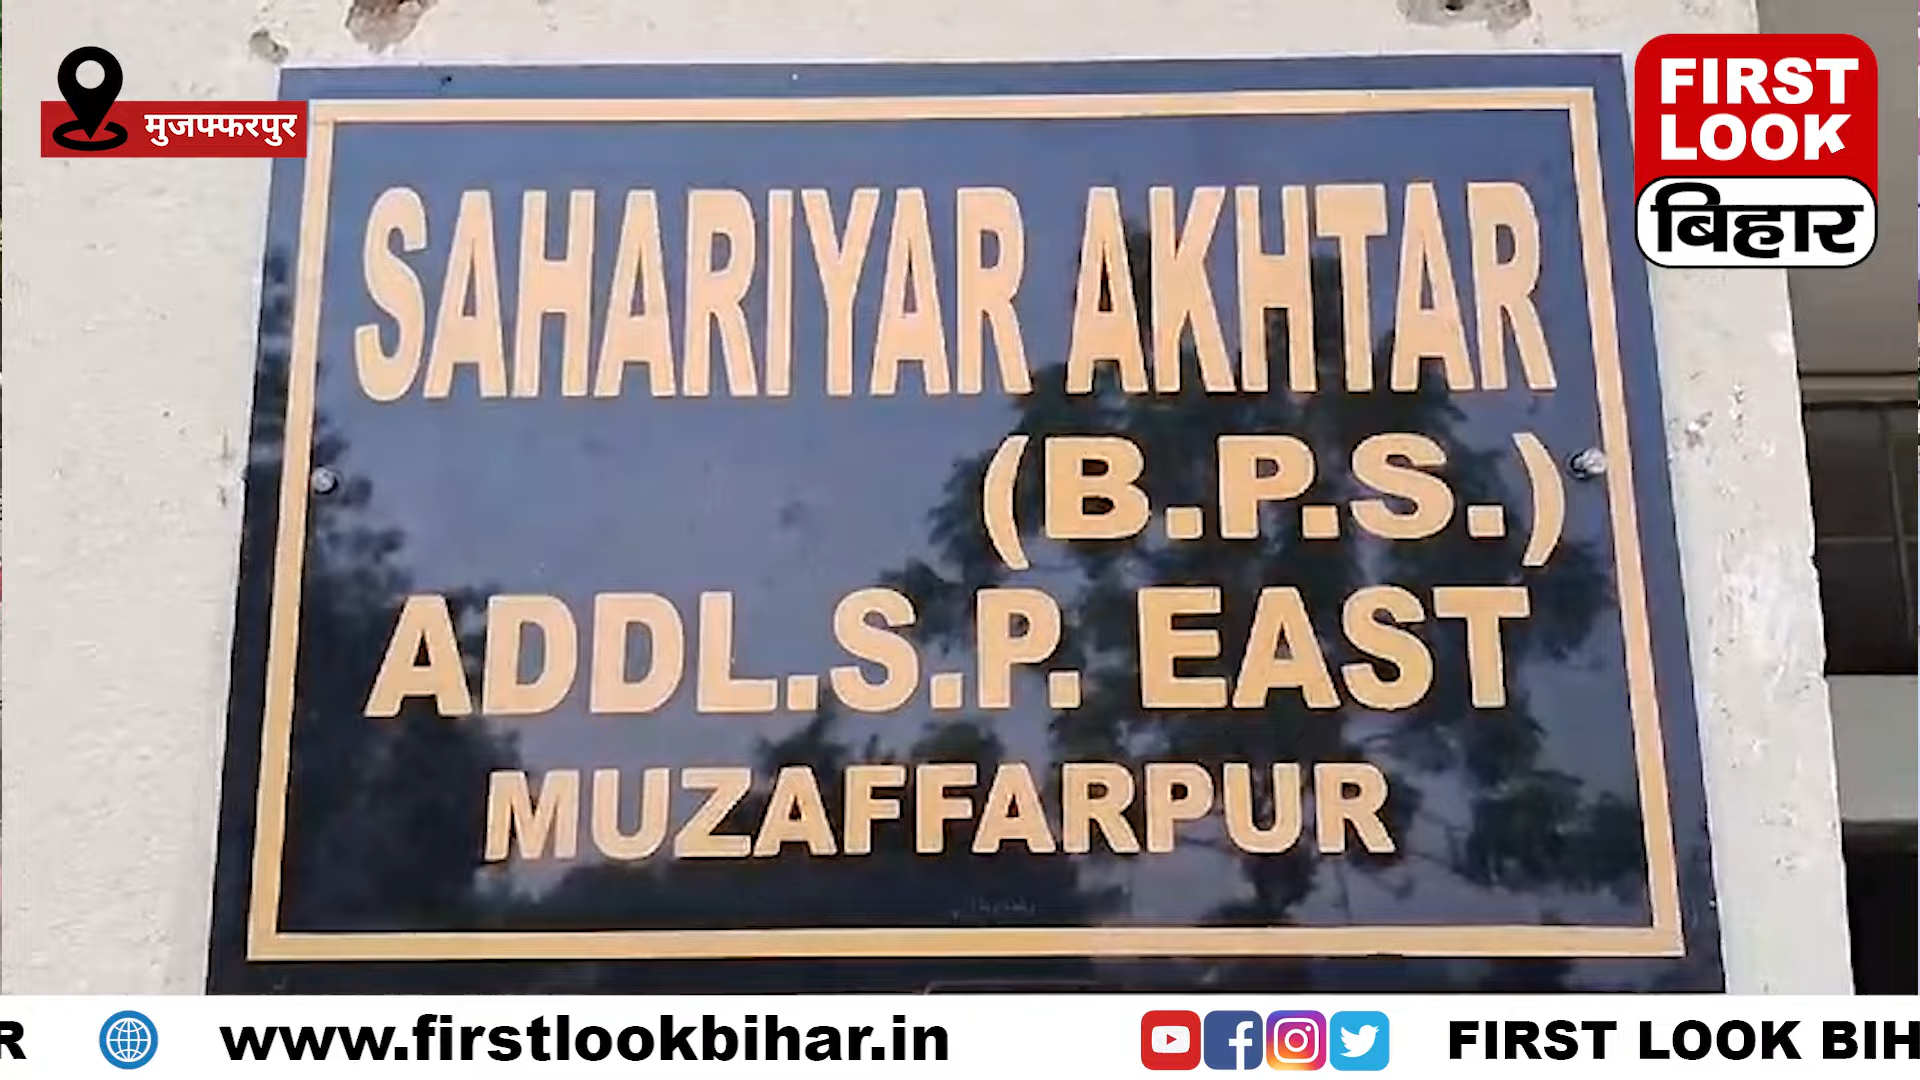 मुजफ्फरपुर
FIRST
LOOK
बिहार
SAHARIYAR AKHTAR
(B.P.S.)
ADDL.S.P. EAST
MUZAFFARPUR
R www.firstlookbihar.in FIRST LOOK BIH